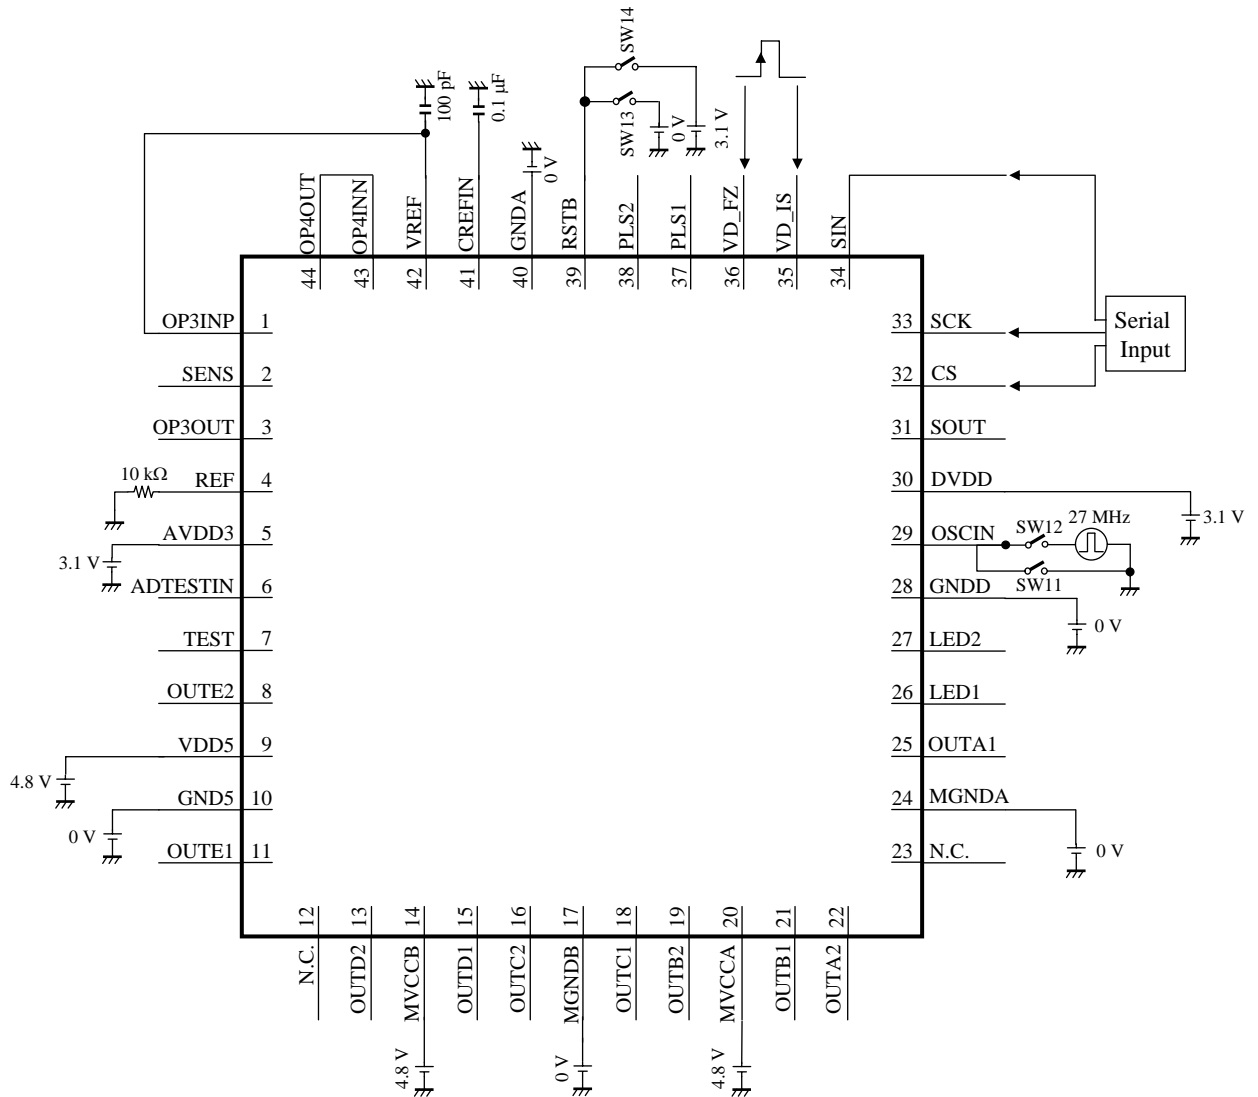 SW14
100 pF
0.1 µF
SW13
0 V
3.1 V
0 V
OP4OUT
OP4INN
VREF
CREFIN
GNDA
RSTB
PLS2
PLS1
VD_FZ
VD_IS
SIN
44
43
42
41
40
39
38
37
36
35
34
OP3INP 1
SENS 2
OP3OUT 3
10 kΩ
REF 4
AVDD3 5
3.1 V
ADTESTIN 6
TEST 7
OUTE2 8
VDD5 9
4.8 V
GND5 10
0 V
OUTE1 11
33 SCK
Serial
Input
32 CS
31 SOUT
30 DVDD
3.1 V
29 OSCIN
SW12
27 MHz
SW11
28 GNDD
0 V
27 LED2
26 LED1
25 OUTA1
24 MGNDA
0 V
23 N.C.
12
13
14
15
16
17
18
19
20
21
22
N.C.
OUTD2
MVCCB
OUTD1
OUTC2
MGNDB
OUTC1
OUTB2
MVCCA
OUTB1
OUTA2
4.8 V
0 V
4.8 V